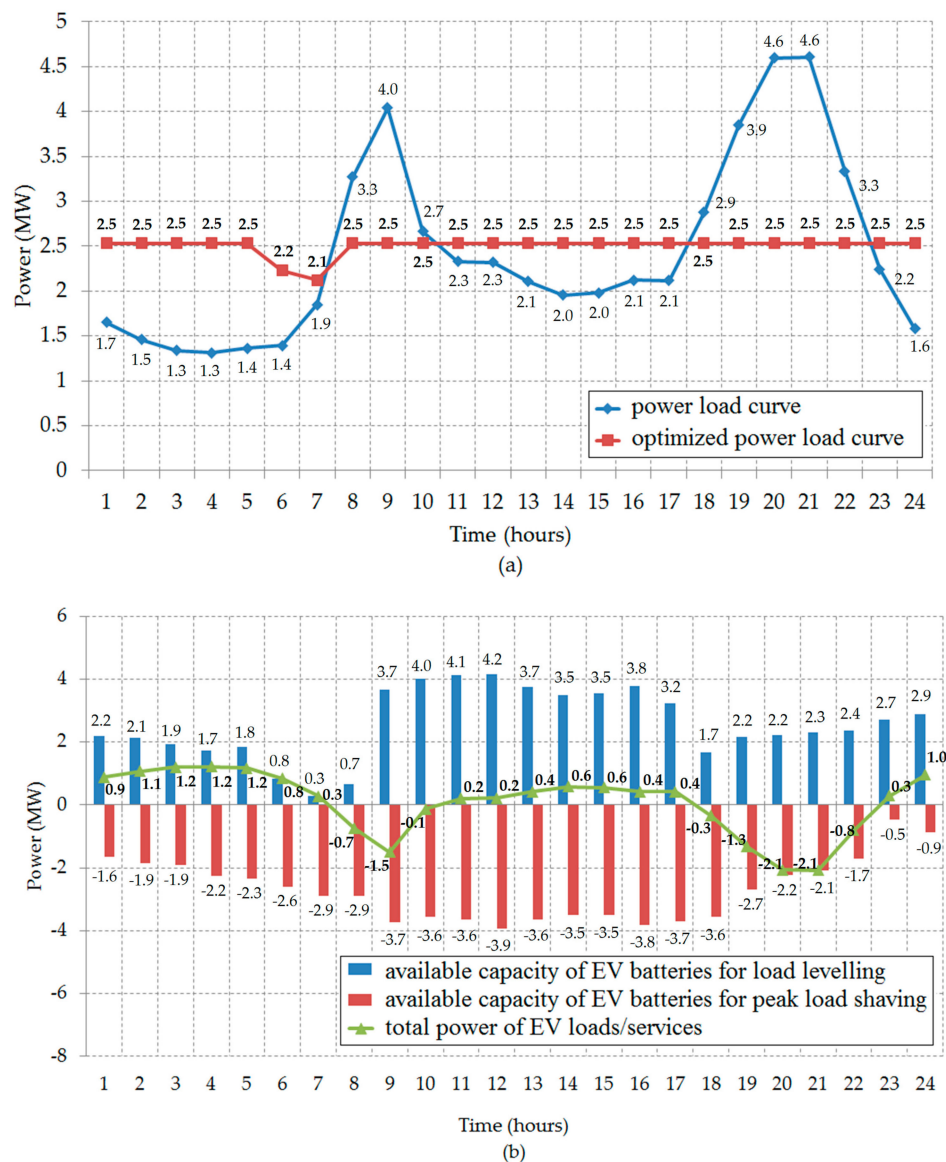 5
4.5
4
3.5
3
2.5
2
1.5
1
0.5
0
Power (MW)
4.0
4.6 4.6
3.3
2.7
3.9
2.9
3.3
2.5 2.5 2.5 2.5 2.5 2.2 2.1 2.5 2.5 2.5 2.5 2.5 2.5 2.5 2.5 2.5 2.5 2.5 2.5 2.5 2.5 2.5 2.5 2.5
1.7 1.5 1.3 1.3 1.4 1.4 1.9
2.3 2.3 2.1 2.0 2.0 2.1 2.1
2.2
1.6
power load curve
optimized power load curve
1 2 3 4 5 6 7 8 9 10 11 12 13 14 15 16 17 18 19 20 21 22 23 24
Time (hours)
(a)
6
4
2
0
-2
-4
-6
-8
Power (MW)
2.2 2.1 1.9 1.7 1.8 0.8 0.3 0.7 3.7 4.0 4.1 4.2 3.7 3.5 3.5 3.8 3.2 1.7 2.2 2.2 2.3 2.4 2.7 2.9
0.9 1.1 1.2 1.2 1.2 0.8 0.3 -0.7 -1.5 -0.1 0.2 0.2 0.4 0.6 0.6 0.4 0.4 -0.3 -1.3 -2.1 -2.1 -0.8 0.3 1.0
-1.6 -1.9 -1.9 -2.2 -2.3 -2.6 -2.9 -2.9 -3.7 -3.6 -3.6 -3.9 -3.6 -3.5 -3.5 -3.8 -3.7 -3.6 -2.7 -2.2 -2.1 -1.7 -0.5 -0.9
available capacity of EV batteries for load levelling
available capacity of EV batteries for peak load shaving
total power of EV loads/services
1 2 3 4 5 6 7 8 9 10 11 12 13 14 15 16 17 18 19 20 21 22 23 24
Time (hours)
(b)